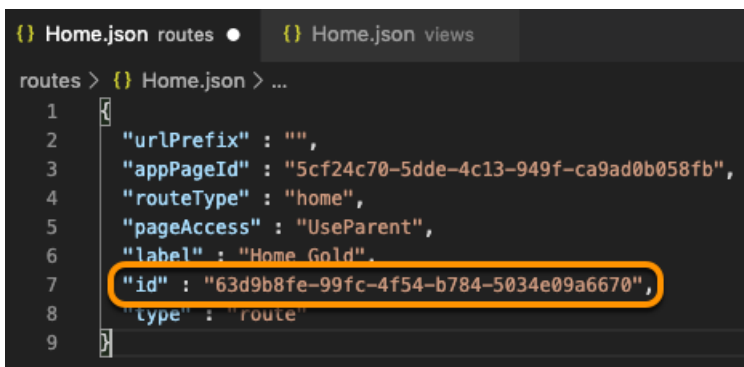 {} Home.json routes ● {} Home.json views
routes > {} Home.json > ...
1 {
2 "urlPrefix" : "",
3 "appPageId" : "5cf24c70-5dde-4c13-949f-ca9ad0b058fb",
4 "routeType" : "home",
5 "pageAccess" : "UseParent",
6 "label" : "Home Gold",
7 "id" : "63d9b8fe-99fc-4f54-b784-5034e09a6670",
8 "type" : "route"
9 }